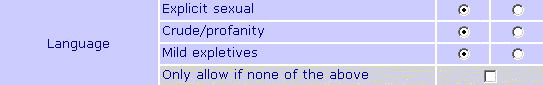 Explicit sexual
Crude/profanity
Language
Mild expletives
Only allow if none of the above